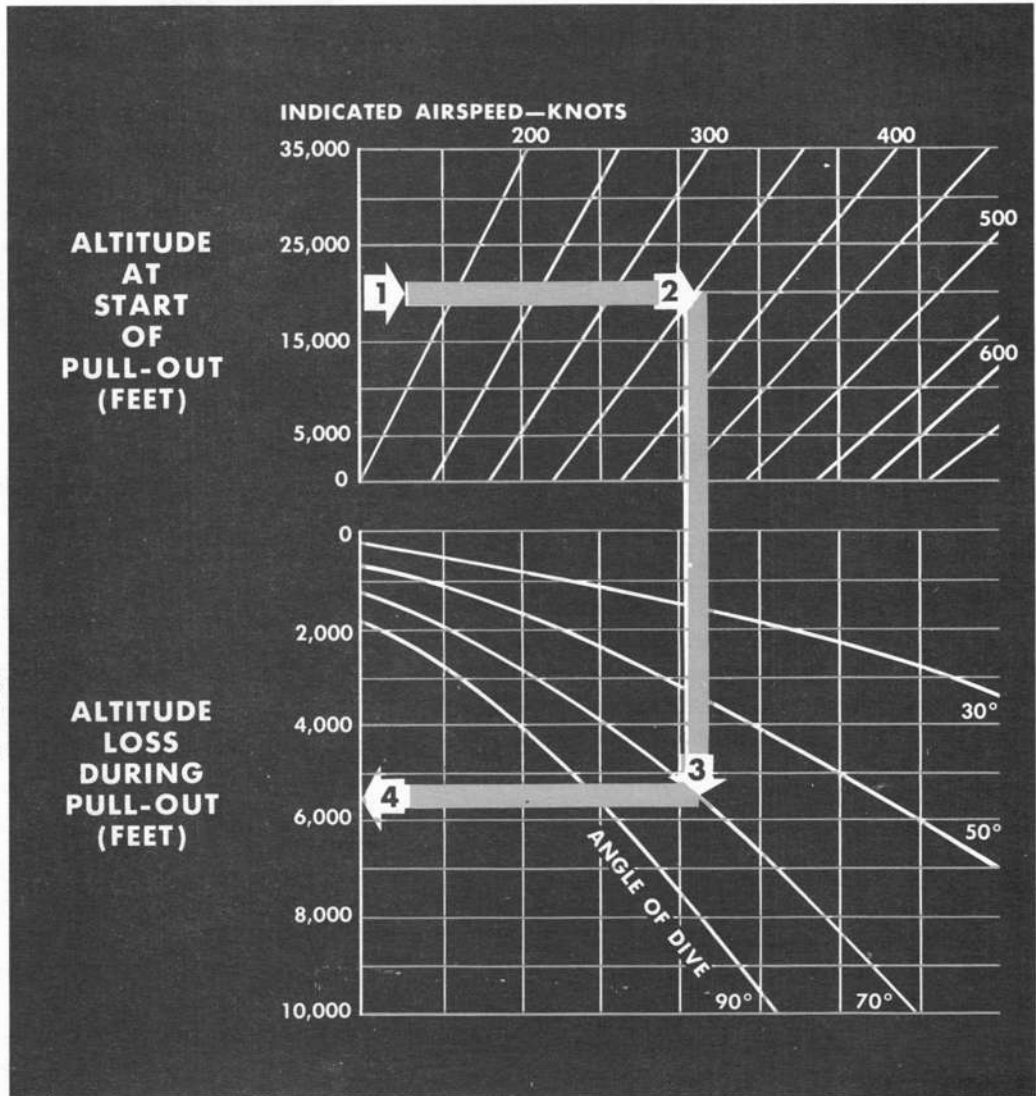 INDICATED AIRSPEED—KNOTS
200 300 400
35,000
500
25,000
ALTITUDE
AT
START
OF
PULL-OUT
(FEET)
1
2
15,000
600
5,000
0
0
2,000
30°
4,000
ALTITUDE
LOSS
DURING
PULL-OUT
(FEET)
3
4
6,000
50°
ANGLE OF DIVE
8,000
90° 70°
10,000